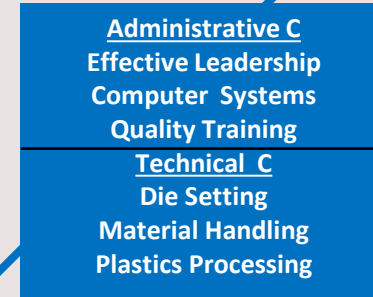 Administrative C
Effective Leadership
Computer Systems
Quality Training
Technical C
Die Setting
Material Handling
Plastics Processing